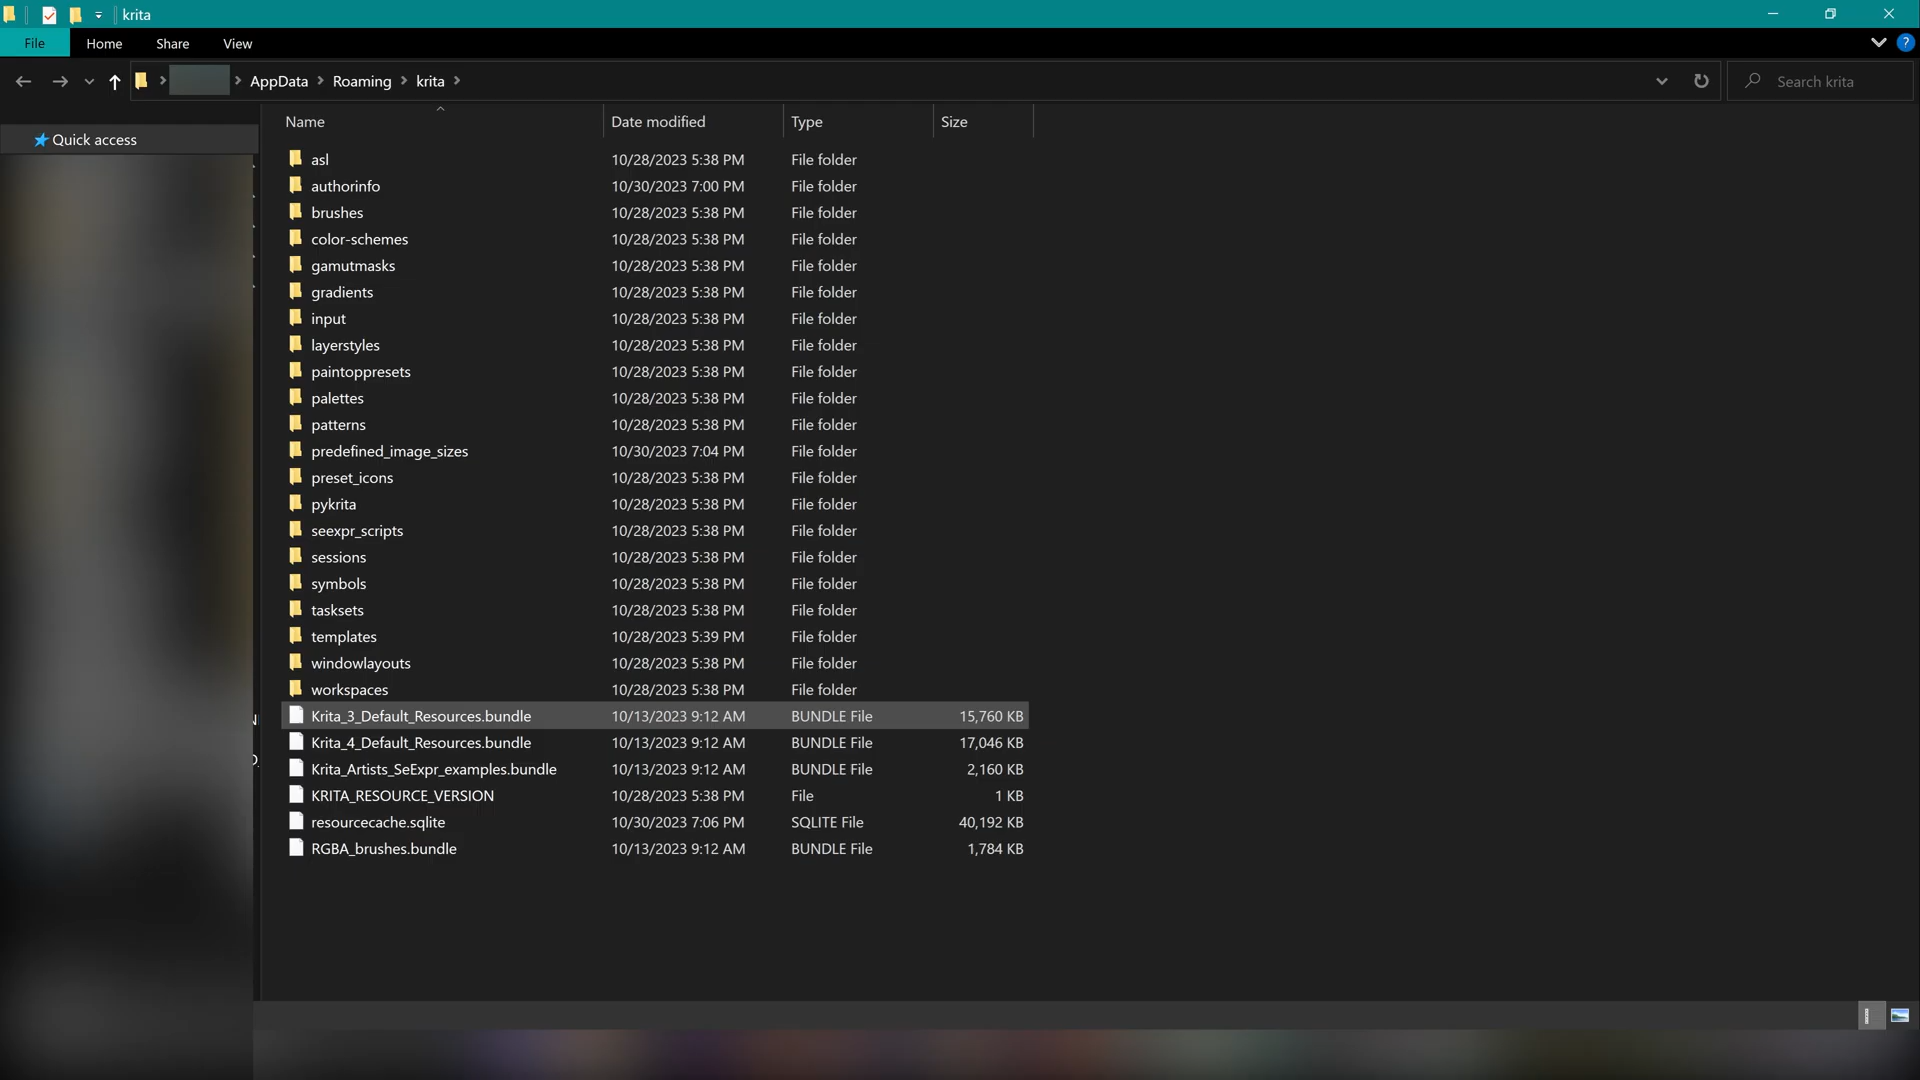 krita
File Home Share View
AppData Roaming krita Search krita
Quick access
Name Date modified Type Size
asl 10/28/2023 5:38 PM File folder
authorinfo 10/30/2023 7:00 PM File folder
brushes 10/28/2023 5:38 PM File folder
color-schemes 10/28/2023 5:38 PM File folder
gamutmasks 10/28/2023 5:38 PM File folder
gradients 10/28/2023 5:38 PM File folder
input 10/28/2023 5:38 PM File folder
layerstyles 10/28/2023 5:38 PM File folder
paintoppresets 10/28/2023 5:38 PM File folder
palettes 10/28/2023 5:38 PM File folder
patterns 10/28/2023 5:38 PM File folder
predefined_image_sizes 10/30/2023 7:04 PM File folder
preset_icons 10/28/2023 5:38 PM File folder
pykrita 10/28/2023 5:38 PM File folder
seexpr_scripts 10/28/2023 5:38 PM File folder
sessions 10/28/2023 5:38 PM File folder
symbols 10/28/2023 5:38 PM File folder
tasksets 10/28/2023 5:38 PM File folder
templates 10/28/2023 5:39 PM File folder
windowlayouts 10/28/2023 5:38 PM File folder
workspaces 10/28/2023 5:38 PM File folder
Krita_3_Default_Resources.bundle 10/13/2023 9:12 AM BUNDLE File 15,760 KB
Krita_4_Default_Resources.bundle 10/13/2023 9:12 AM BUNDLE File 17,046 KB
Krita_Artists_SeExpr_examples.bundle 10/13/2023 9:12 AM BUNDLE File 2,160 KB
KRITA_RESOURCE_VERSION 10/28/2023 5:38 PM File 1 KB
resourcecache.sqlite 10/30/2023 7:06 PM SQLITE File 40,192 KB
RGBA_brushes.bundle 10/13/2023 9:12 AM BUNDLE File 1,784 KB